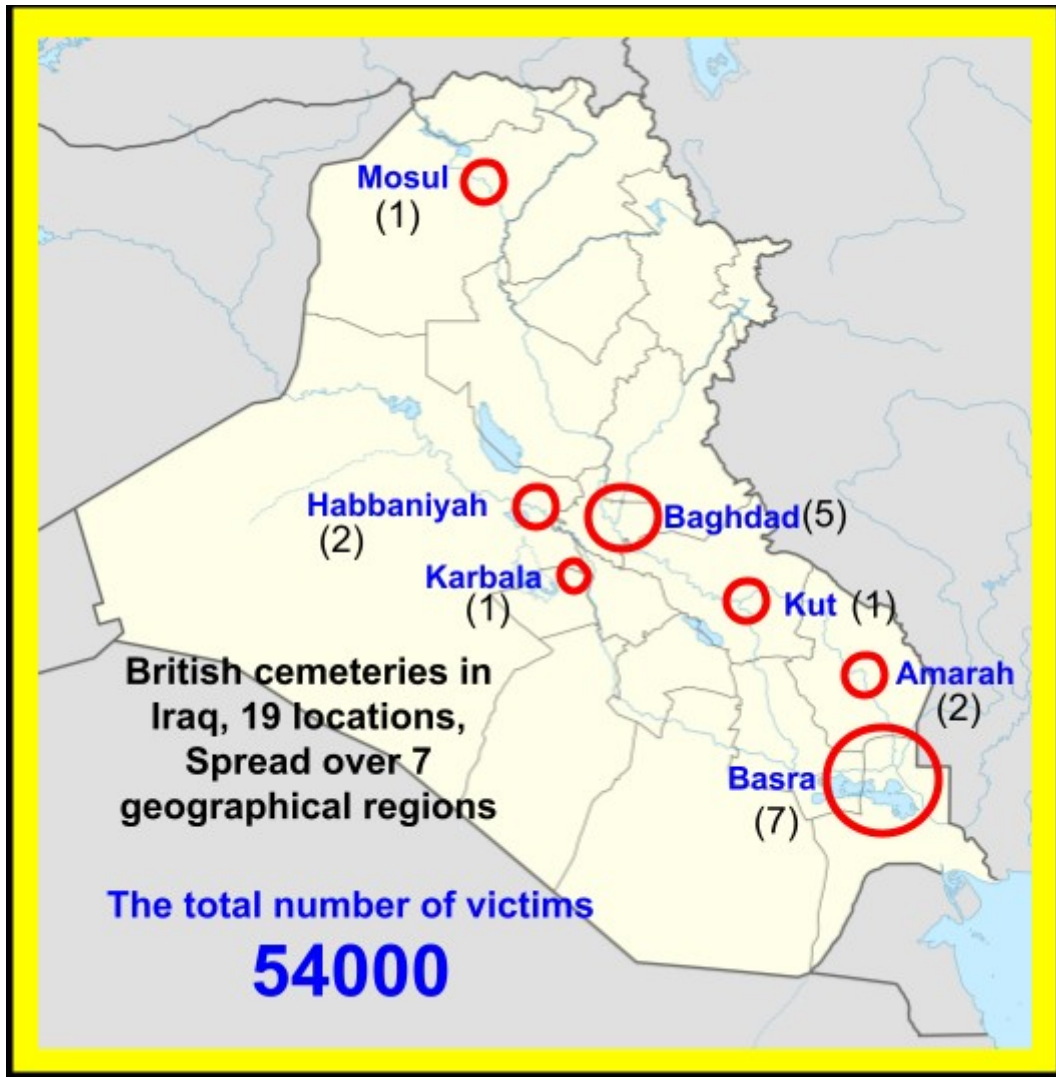 Mosul
(1)
Habbaniyah
(2)
Baghdad(5)
Karbala
(1)
Kut (1)
Amarah
(2)
British cemeteries in
Iraq, 19 locations,
Spread over 7
geographical regions
Basra
(7)
The total number of victims
54000